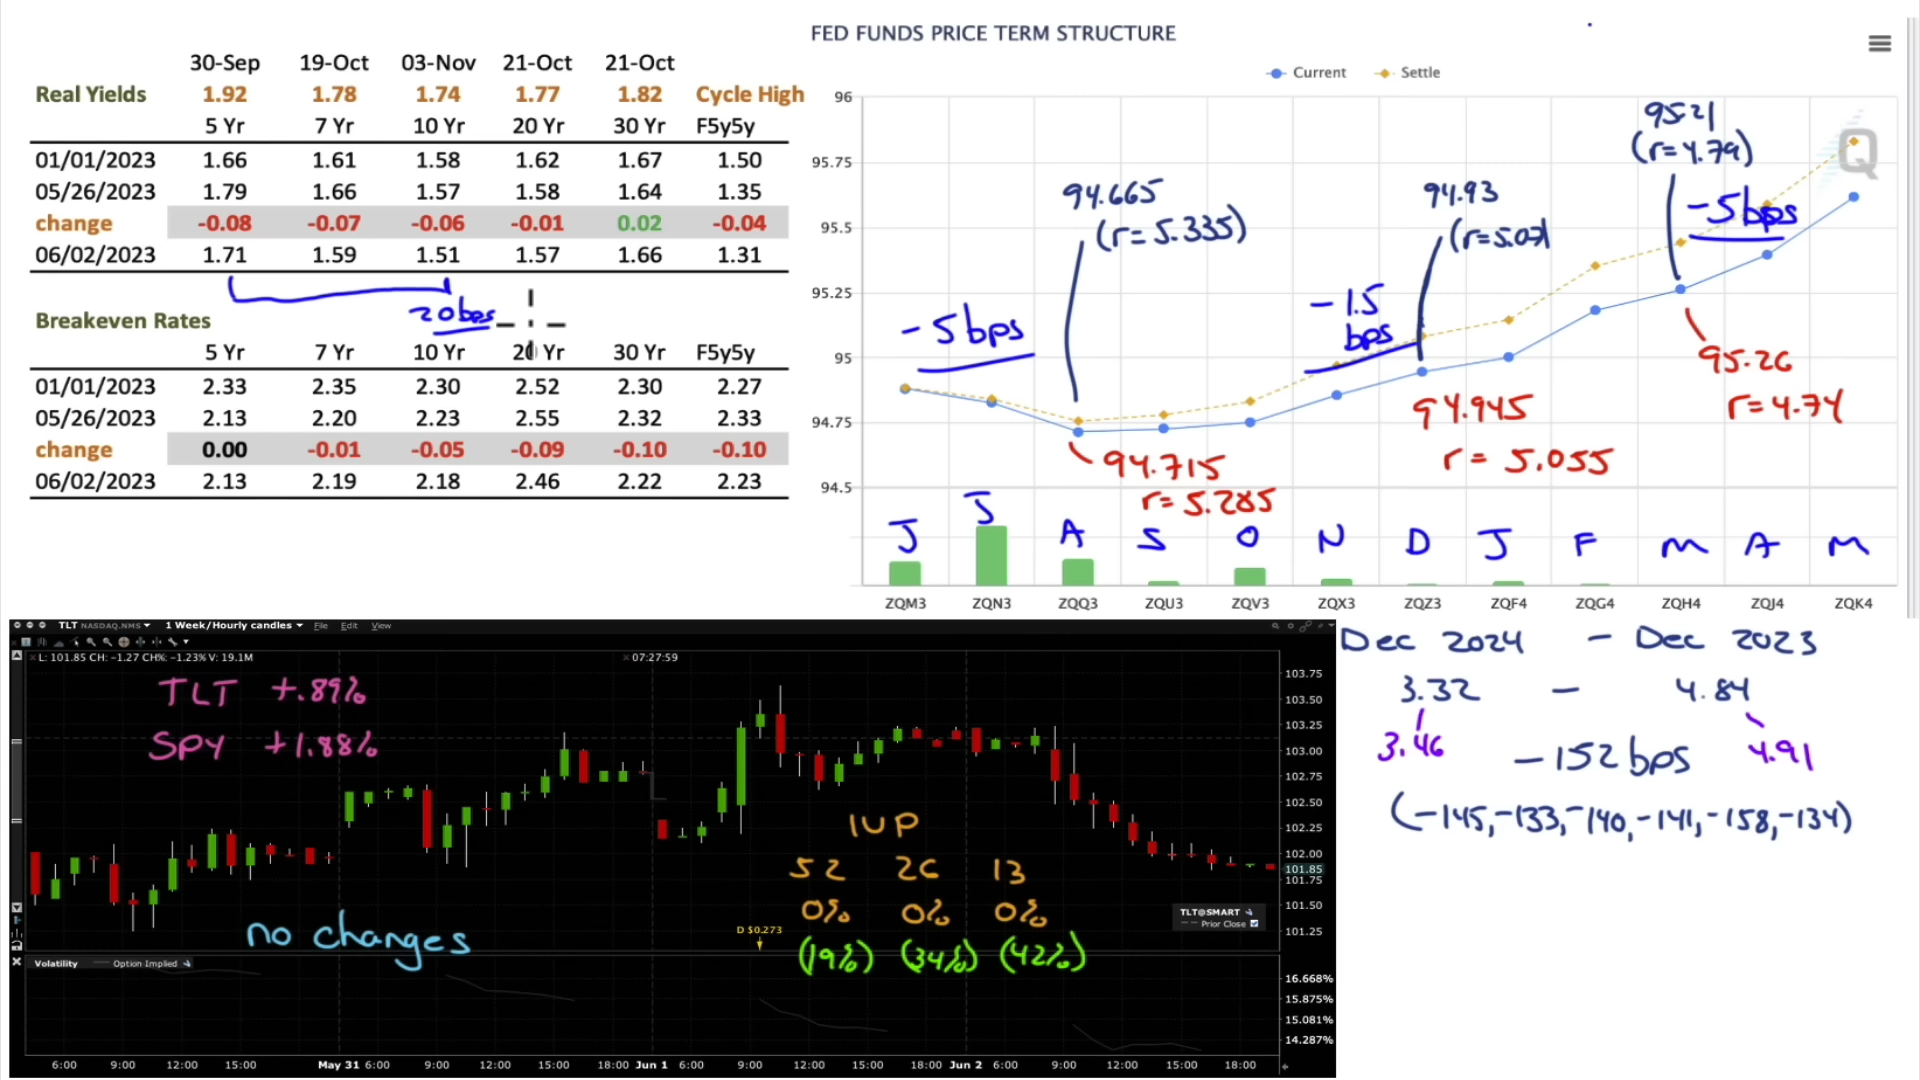 30-Sep 19-Oct 03-Nov 21-Oct 21-Oct
Real Yields 1.92 1.78 1.74 1.77 1.82 Cycle High
5 Yr 7 Yr 10 Yr 20 Yr 30 Yr F5y5y
01/01/2023 1.66 1.61 1.58 1.62 1.67 1.50
05/26/2023 1.79 1.66 1.57 1.58 1.64 1.35
change -0.08 -0.07 -0.06 -0.01 0.02 -0.04
06/02/2023 1.71 1.59 1.51 1.57 1.66 1.31
20bps
Breakeven Rates
5 Yr 7 Yr 10 Yr 20 Yr 30 Yr F5y5y
01/01/2023 2.33 2.35 2.30 2.52 2.30 2.27
05/26/2023 2.13 2.20 2.23 2.55 2.32 2.33
change 0.00 -0.01 -0.05 -0.09 -0.10 -0.10
06/02/2023 2.13 2.19 2.18 2.46 2.22 2.23
FED FUNDS PRICE TERM STRUCTURE
Current Settle
96
95.75
95.5
95.25
95
94.75
94.5
95.21
(r=4.79)
94.665
(r=5.335)
94.93
(r=5.07)
-5bps
-5bps
-1.5
bps
95.26
r=4.74
94.945
r= 5.055
94.715
r= 5.285
J J A S O N D J F M A M
Q
ZQM3 ZQN3 ZQQ3 ZQU3 ZQV3 ZQX3 ZQZ3 ZQF4 ZQG4 ZQH4 ZQJ4 ZQK4
TLT NASDAQ.NMS 1 Week/Hourly candles File Edit View
L: 101.85 CH: −1.27 CH%: −1.23% V: 19.1M 07:27:59
TLT +.89%
SPY +1.88%
IUP
52 26 13
0% 0% 0%
(19%) (34%) (42%)
no changes
D $0.273
TLT@SMART
Prior Close
103.75
103.50
103.25
103.00
102.75
102.50
102.25
102.00
101.85
101.75
101.50
101.25
Volatility Option Implied
16.668%
15.875%
15.081%
14.287%
6:00 9:00 12:00 15:00 May 31 6:00 9:00 12:00 15:00 18:00 Jun 1 6:00 9:00 12:00 15:00 18:00 Jun 2 6:00 9:00 12:00 15:00 18:00
Dec 2024 - Dec 2023
3.32 - 4.84
3.46 4.91
-152bps
(-145,-133,-140,-141,-158,-134)